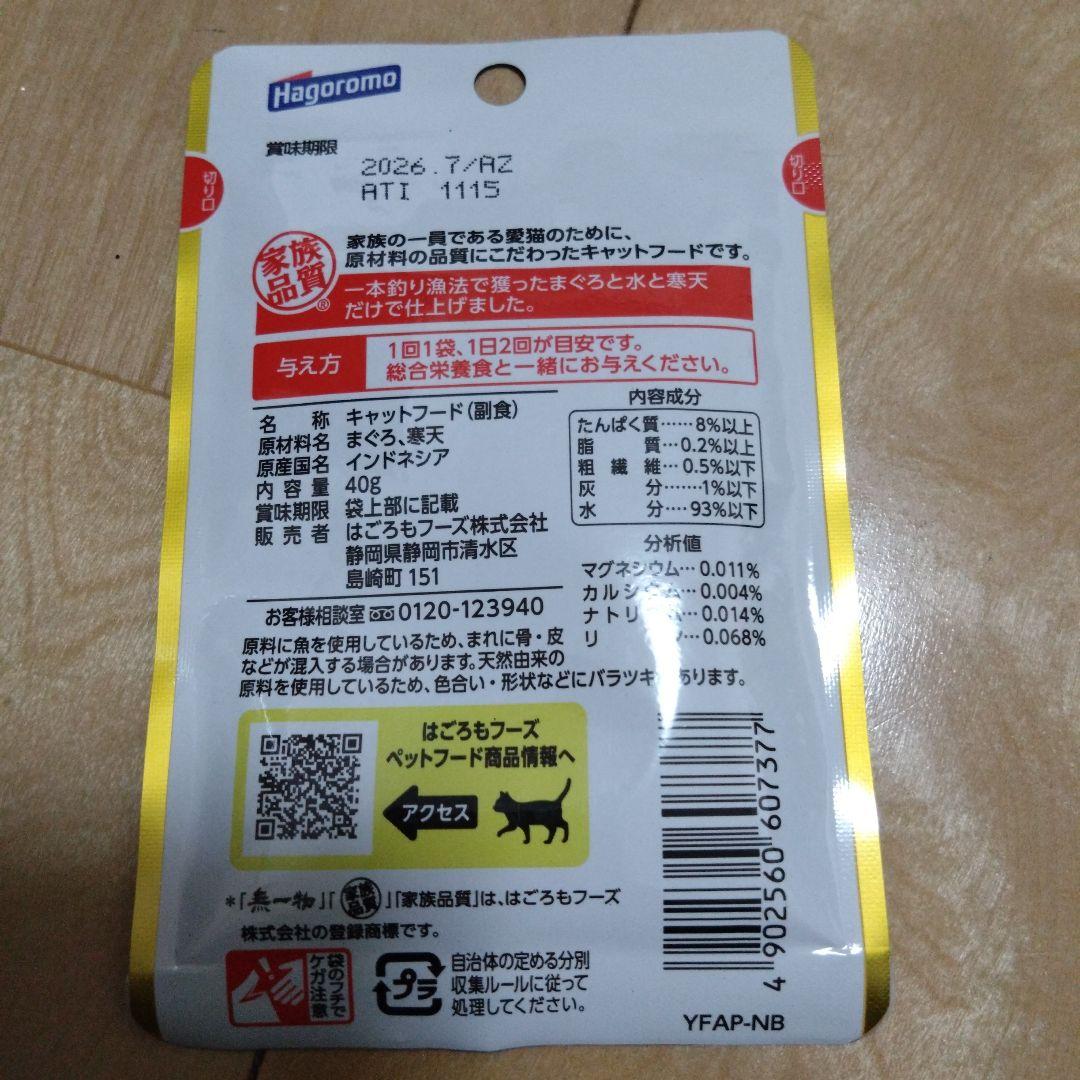 Hagoromo
賞味期限
2026.7/AZ
ATI 1115
切り口
切り口
家族品質®
家族の一員である愛猫のために、
原材料の品質にこだわったキャットフードです。
一本釣り漁法で獲ったまぐろと水と寒天
だけで仕上げました。
与え方
1回1袋、1日2回が目安です。
総合栄養食と一緒にお与えください。
名称 キャットフード(副食)
原材料名 まぐろ、寒天
原産国名 インドネシア
内容量 40g
賞味期限 袋上部に記載
販売者 はごろもフーズ株式会社
静岡県静岡市清水区
島崎町151
お客様相談室 0120-123940
内容成分
たんぱく質……8%以上
脂質…0.2%以上
粗繊維…0.5%以下
灰分……1%以下
水分…93%以下
分析値
マグネシウム…0.011%
カルシウム…0.004%
ナトリウム…0.014%
リ…0.068%
原料に魚を使用しているため、まれに骨・皮
などが混入する場合があります。天然由来の
原料を使用しているため、色合い・形状などにバラツキがあります。
はごろもフーズ
ペットフード商品情報へ
アクセス
*「無一物」「家族品質」「家族品質」は、はごろもフーズ
株式会社の登録商標です。
袋のフチで
ケガ注意
プラ
自治体の定める分別
収集ルールに従って
処理してください。
4 902560 607377
YFAP-NB